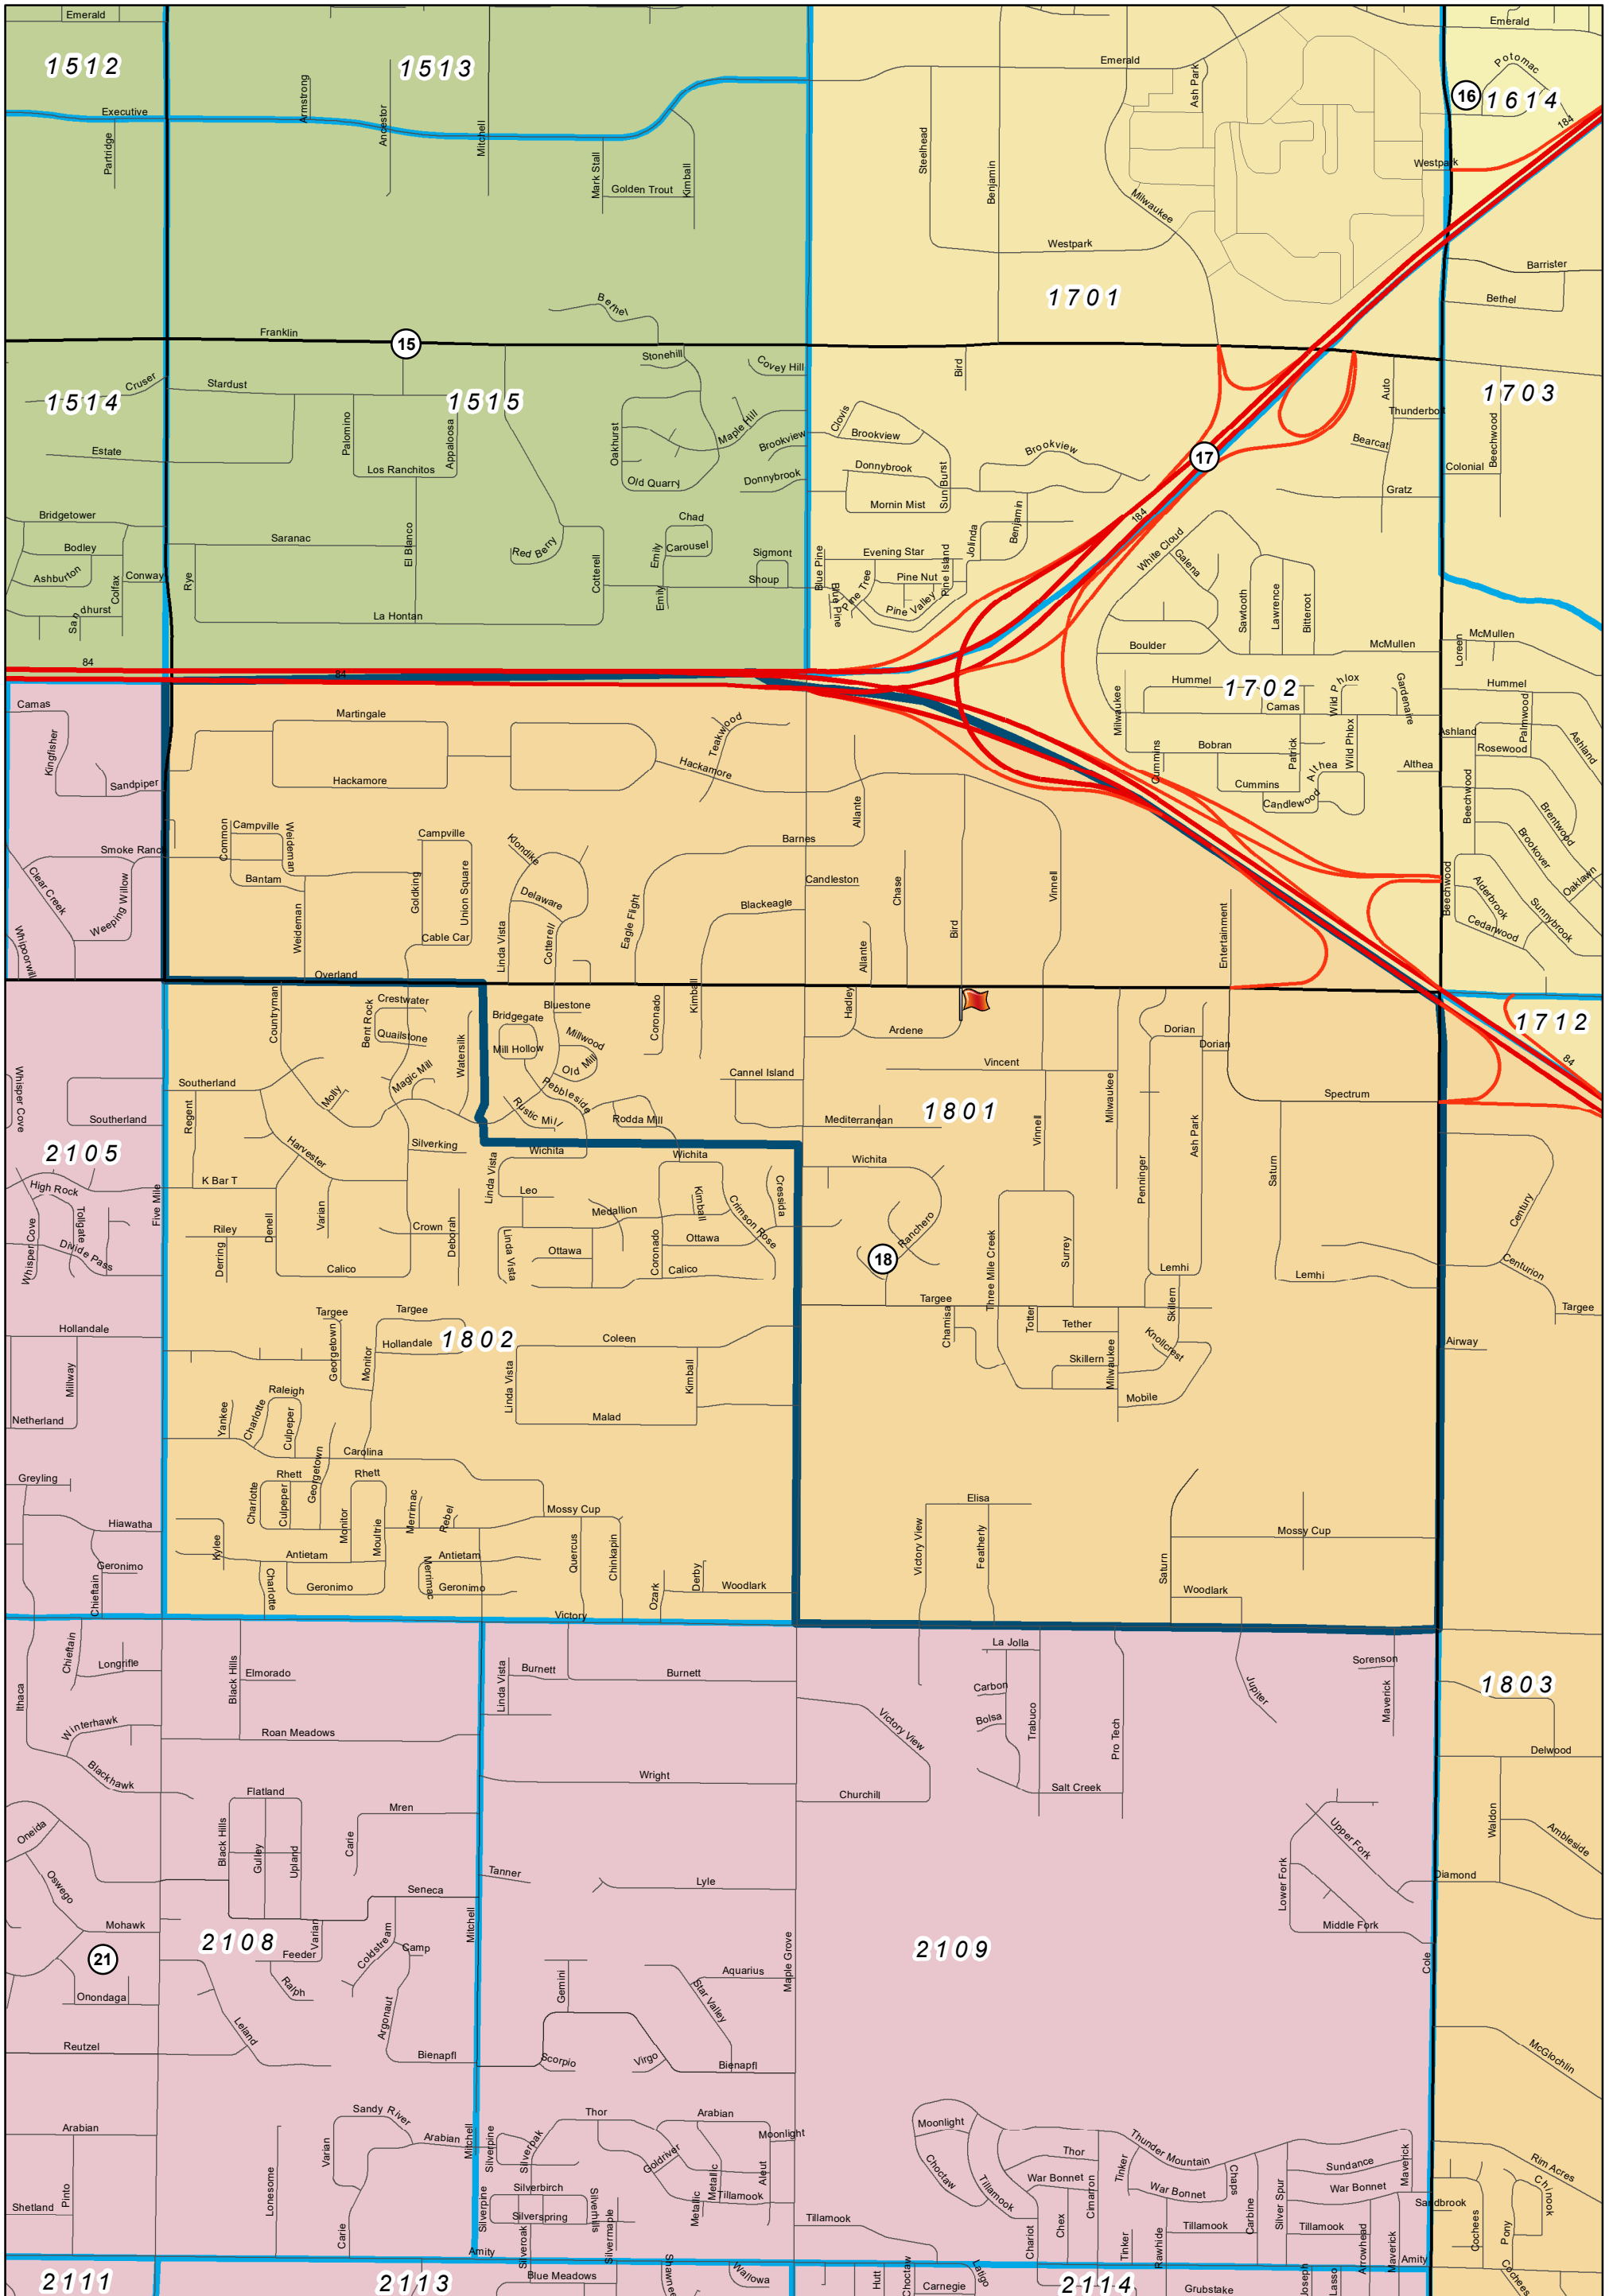 Emerald
1512
1513
Emerald
Emerald
Potomac
16
1614
184
Executive
Armstrong
Ancestor
Mitchell
Partridge
Mark Stall
Golden Trout
Kimball
Steelhead
Benjamin
Ash Park
Milwaukee
Westpark
Westpark
Barrister
Bethel
1701
Bernel
Franklin
15
Stonehill
Covey Hill
Bird
Cruser
Stardust
1514
1515
1703
Auto
Thunderbolt
Beechwood
Bearcat
Colonial
Gratz
Estate
Palomino
Appaloosa
Los Ranchitos
Oakhurst
Maple Hill
Brookview
Old Quarry
Donnybrook
Clovis
Brookview
Donnybrook
Sun Burst
Mornin Mist
Brookview
17
184
Bridgetower
Bodley
Ashburton
Colfax
Conway
Sandhurst
Saranac
El Blanco
Rye
La Hontan
Red Berry
Cotterell
Chad
Carousel
Emily
Emily
Sigmont
Shoup
Blue Pine
Blue Pine
Evening Star
Pine Tree
Pine Nut
Pine Valley
Pine Island
Jolinda
Benjamin
White Cloud
Galena
Sawtooth
Lawrence
Bitteroot
Boulder
McMullen
McMullen
Loreen
84
84
Camas
Kingfisher
Sandpiper
Martingale
Hackamore
Teakwood
Hackamore
1702
Hummel
Camas
Wild Phlox
Gardenaire
Hummel
Milwaukee
Cummins
Bobran
Patrick
Wild Phlox
Althea
Cummins
Candlewood
Althea
Ashland
Rosewood
Palmwood
Ashland
Beechwood
Brentwood
Brookover
Oaklawn
Beechwood
Alderbrook
Cedarwood
Sunnybrook
Smoke Ranch
Clear Creek
Weeping Willow
Whipoorwill
Common
Campville
Weideman
Bantam
Weideman
Campville
Goldking
Union Square
Cable Car
Klondike
Delaware
Linda Vista
Cotterell
Eagle Flight
Barnes
Allante
Candleston
Blackeagle
Chase
Allante
Bird
Vinnell
Entertainment
Overland
Countryman
Bent Rock
Crestwater
Quailstone
Watersilk
Magic Mill
Molly
Bluestone
Bridgegate
Mill Hollow
Millwood
Old Mill
Pebbleside
Rustic Mill
Rodda Mill
Coronado
Kimball
Hadley
Ardene
Cannel Island
Mediterranean
Vincent
1801
Vinnell
Milwaukee
Dorian
Dorian
Ash Park
Penninger
Spectrum
Saturn
1712
84
Whisper Cove
Southerland
Southerland
Regent
2105
High Rock
Whisper Cove
Tollgate
Divide Pass
Five Mile
Harvester
Silverking
K Bar T
Riley
Denell
Derring
Varian
Crown
Deborah
Calico
Linda Vista
Wichita
Leo
Medallion
Linda Vista
Ottawa
Wichita
Kimball
Crimson Rose
Cressida
Coronado
Ottawa
Calico
Wichita
Ranchero
18
Three Mile Creek
Surrey
Lemhi
Lemhi
Century
Centurion
Targee
Targee
Chamisa
Totter
Tether
Skillern
Skillern
Knollcrest
Milwaukee
Mobile
Airway
Hollandale
Millway
Netherland
Targee
Georgetown
Targee
Hollandale
Monitor
1802
Coleen
Linda Vista
Kimball
Malad
Raleigh
Yankee
Charlotte
Culpeper
Carolina
Georgetown
Greyling
Hiawatha
Geronimo
Chieftain
Kylee
Charlotte
Rhett
Culpeper
Monitor
Rhett
Moultrie
Merrimac
Rebel
Antietam
Geronimo
Charlotte
Antietam
Merrimac
Geronimo
Mossy Cup
Quercus
Chinkapin
Ozark
Derby
Woodlark
Victory
Elisa
Victory View
Featherly
Saturn
Mossy Cup
Woodlark
Chieftain
Longrifle
Ithaca
Winterhawk
Blackhawk
Black Hills
Elmorado
Roan Meadows
Linda Vista
Burnett
Burnett
Wright
La Jolla
Carbon
Bolsa
Trabuco
Pro Tech
Salt Creek
Victory View
Churchill
Jupiter
Sorenson
Maverick
1803
Delwood
Waldon
Ambleside
Diamond
Oneida
Oswego
Mohawk
21
Onondaga
Flatland
Black Hills
Gulley
Upland
Mren
Carie
Seneca
Mitchell
2108
Varian
Feeder
Coldstream
Camp
Ralph
Leland
Argonaut
Bienapfl
Reutzel
Tanner
Lyle
Gemini
Star Valley
Aquarius
Maple Grove
Scorpio
Virgo
Bienapfl
2109
Upper Fork
Lower Fork
Middle Fork
Cole
McGlochlin
Arabian
Pinto
Shetland
Lonesome
Sandy River
Varian
Arabian
Carie
Mitchell
Silverpine
Silverpine
Silverpak
Silverbirch
Silverspring
Silveroak
Silverhills
Silvermaple
Thor
Arabian
Goldriver
Metallic
Metallic
Aleut
Tillamook
Moonlight
Tillamook
Moonlight
Choctaw
Tillamook
Thor
War Bonnet
Chariot
Chex
Cimarron
Tinker
Tinker
Thunder Mountain
War Bonnet
Rawhide
Tillamook
Chaps
Carbine
Silver Spur
Sundance
War Bonnet
Tillamook
Arrowhead
Maverick
Maverick
Amity
Amity
Rim Acres
Chinook
Sandbrook
Cochees
Pony
Cochees
2111
2113
Blue Meadows
Shawnee
Wallowa
Hutt
Choctaw
Carnegie
Latigo
2114
Grubstake
Joseph
Lasso